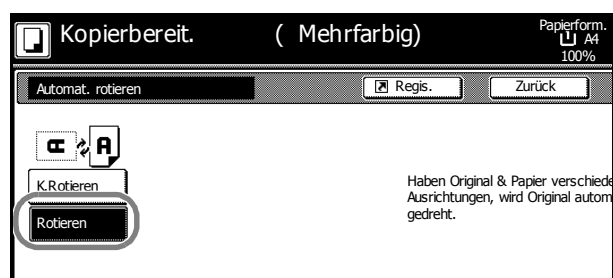 Kopierbereit. ( Mehrfarbig)
Papierform.
A4
100%
Automat. rotieren
Regis.
Zurück
A A
K.Rotieren
Rotieren
Haben Original & Papier verschiede
Ausrichtungen, wird Original autom
gedreht.